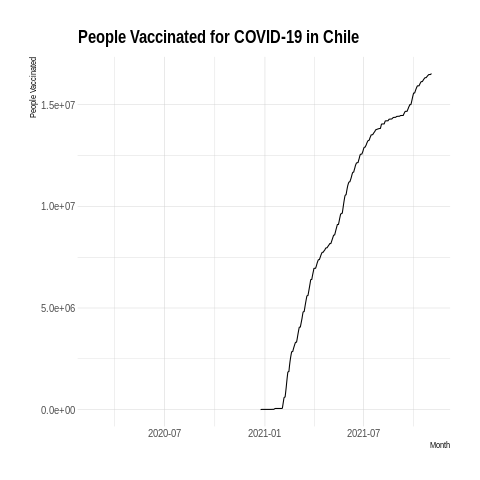 People Vaccinated for COVID-19 in Chile
People Vaccinated
1.5e+07
1.0e+07
5.0e+06
0.0e+00
2020-07 2021-01 2021-07
Month